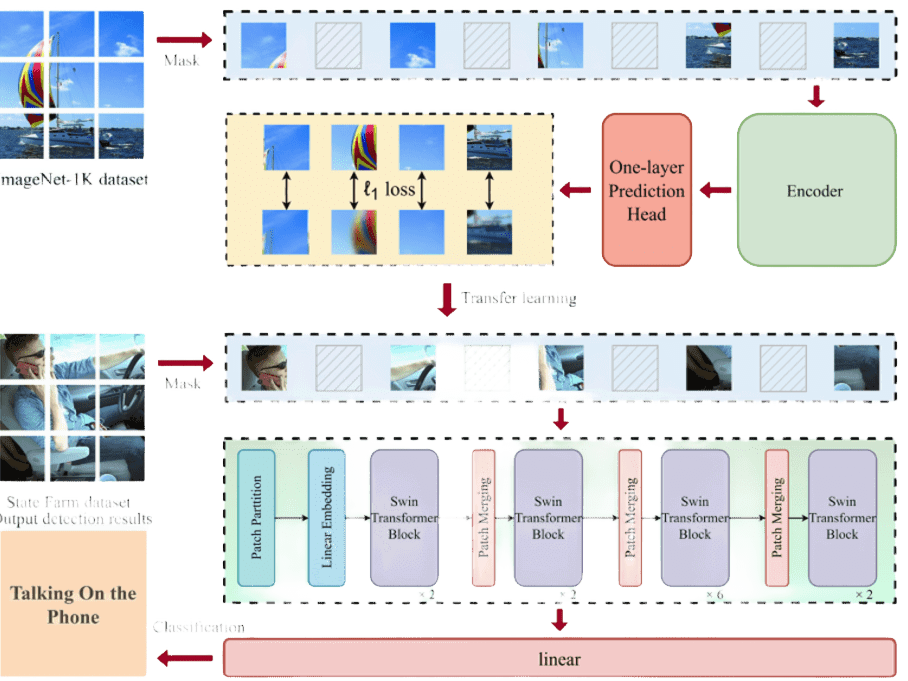 Mask
mageNet-1K dataset
ℓ1 loss
One-layer
Prediction
Head
Encoder
Transfer learning
Mask
State Farm dataset
Output detection results
Patch Parttition
Linear Embedding
Swin
Transformer
Block
× 2
Patch Merging
Swin
Transformer
Block
× 2
Patch Merging
Swin
Transformer
Block
× 6
Patch Merging
Swin
Transformer
Block
× 2
Talking On the
Phone
Classification
linear